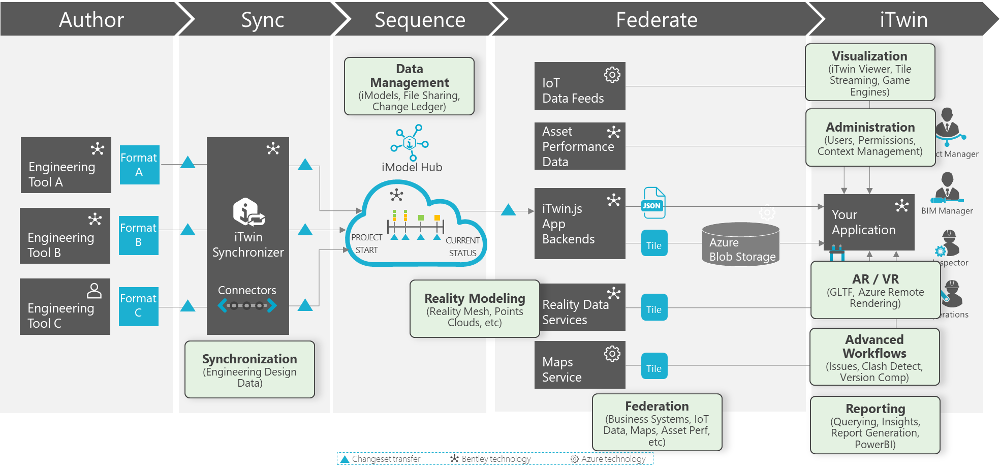 Author
Sync
Sequence
Federate
iTwin
Engineering
Tool A
Format
A
Engineering
Tool B
Format
B
Engineering
Tool C
Format
C
iTwin
Synchronizer
Connectors
Synchronization
(Engineering Design
Data)
Data
Management
(iModels, File Sharing,
Change Ledger)
iModel Hub
PROJECT
START
CURRENT
STATUS
Reality Modeling
(Reality Mesh, Points
Clouds, etc)
IoT
Data Feeds
Asset
Performance
Data
iTwin.js
App
Backends
JSON
Tile
Azure
Blob Storage
Reality Data
Services
Tile
Maps
Service
Tile
Federation
(Business Systems, IoT
Data, Maps, Asset Perf,
etc)
Visualization
(iTwin Viewer, Tile
Streaming, Game
Engines)
Administration
(Users, Permissions,
Context Management)
ct Manager
BIM Manager
Your
Application
spector
erations
AR / VR
(GLTF, Azure Remote
Rendering)
Advanced
Workflows
(Issues, Clash Detect,
Version Comp)
Reporting
(Querying, Insights,
Report Generation,
PowerBI)
Changeset transfer
Bentley technology
Azure technology